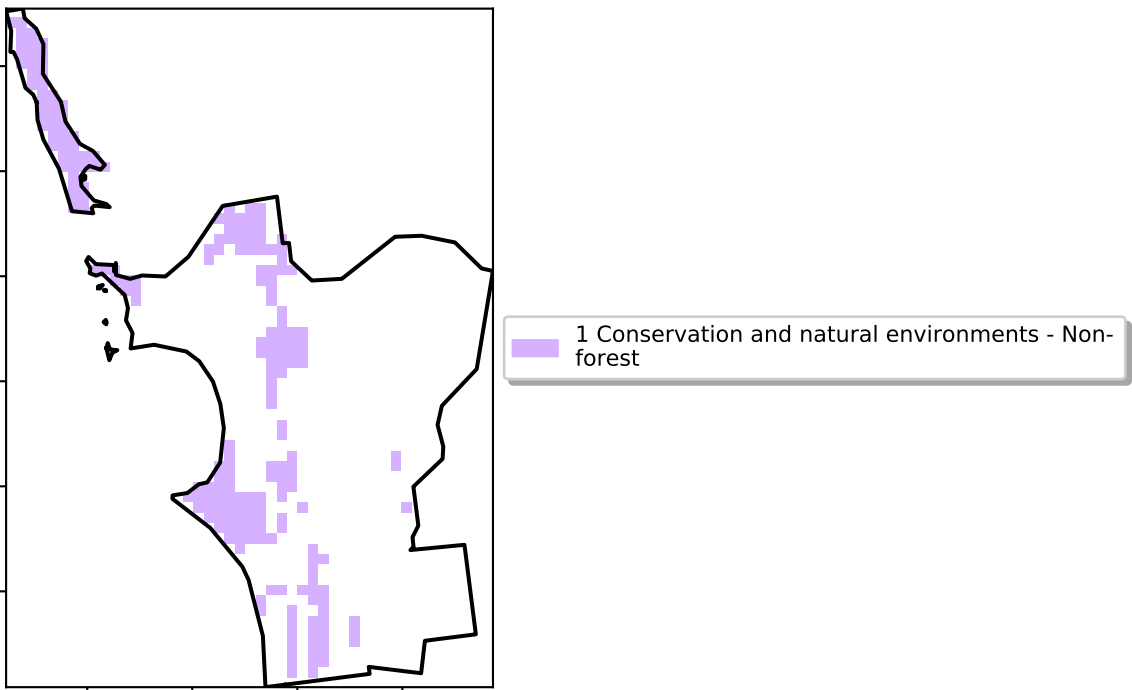 1 Conservation and natural environments - Non-
forest